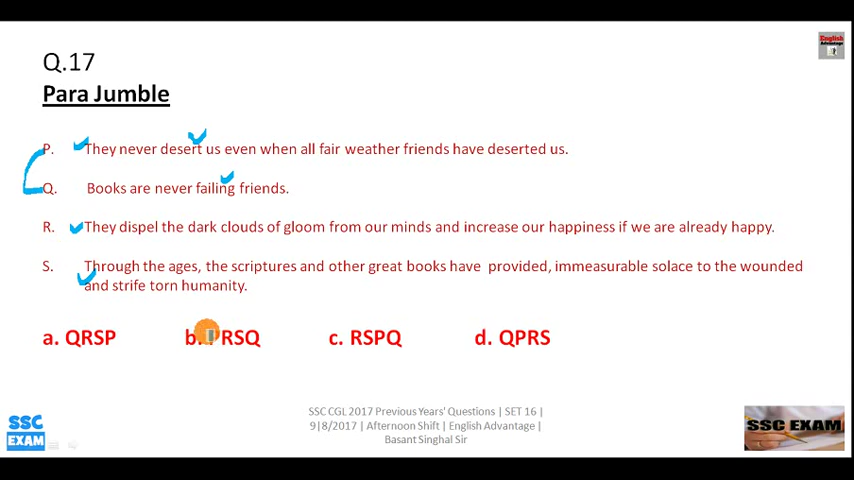 Q.17
English
Advantage
Para Jumble
P. They never desert us even when all fair weather friends have deserted us.
Q. Books are never failing friends.
R. They dispel the dark clouds of gloom from our minds and increase our happiness if we are already happy.
S. Through the ages, the scriptures and other great books have provided, immeasurable solace to the wounded
and strife torn humanity.
a. QRSP b. PRSQ c. RSPQ d. QPRS
SSC CGL 2017 Previous Years' Questions | SET 16 |
9|8/2017 | Afternoon Shift | English Advantage |
Basant Singhal Sir
SSC
EXAM
SSC EXAM